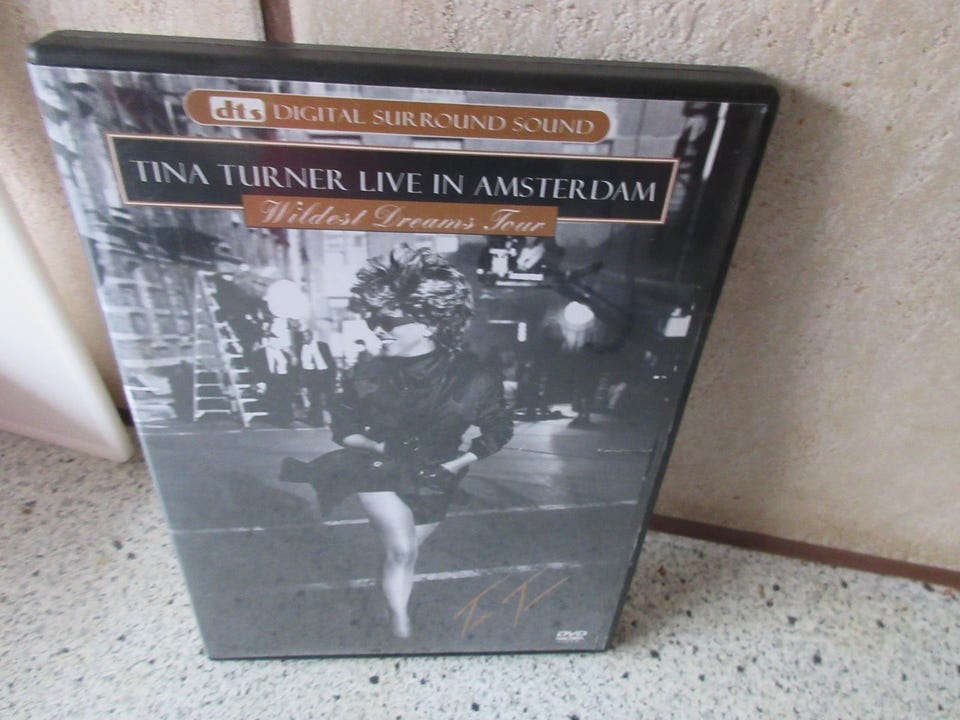 dts DIGITAL SURROUND SOUND
TINA TURNER LIVE IN AMSTERDAM
Wildest Dreams Tour
DVD